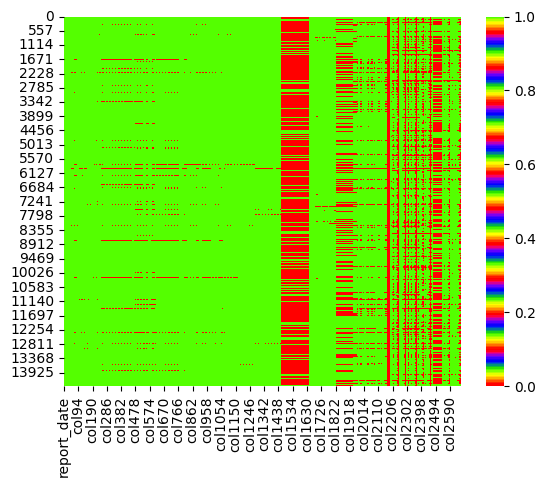 0
557
1114
1671
2228
2785
3342
3899
4456
5013
5570
6127
6684
7241
7798
8355
8912
9469
10026
10583
11140
11697
12254
12811
13368
13925
1.0
0.8
0.6
0.4
0.2
0.0
report_date
col94
col190
col286
col382
col478
col574
col670
col766
col862
col958
col1054
col1150
col1246
col1342
col1438
col1534
col1630
col1726
col1822
col1918
col2014
col2110
col2206
col2302
col2398
col2494
col2590